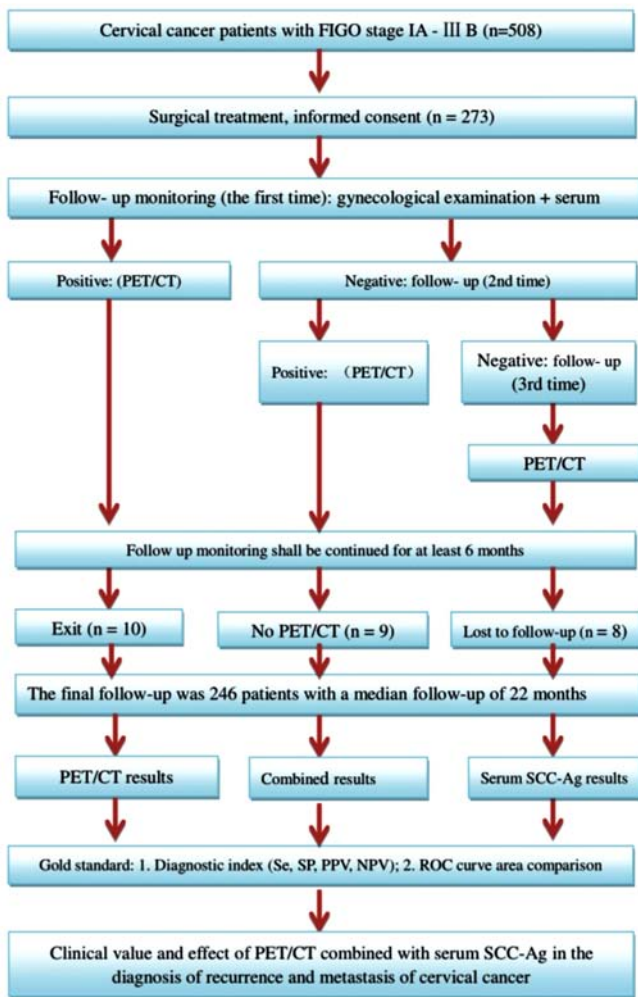 Cervical cancer patients with FIGO stage IA - III B (n=508)
Surgical treatment, informed consent (n = 273)
Follow- up monitoring (the first time): gynecological examination + serum
Positive: (PET/CT)
Negative: follow- up (2nd time)
Positive: （PET/CT）
Negative: follow- up
(3rd time)
PET/CT
Follow up monitoring shall be continued for at least 6 months
Exit (n = 10)
No PET/CT (n = 9)
Lost to follow-up (n = 8)
The final follow-up was 246 patients with a median follow-up of 22 months
PET/CT results
Combined results
Serum SCC-Ag results
Gold standard: 1. Diagnostic index (Se, SP, PPV, NPV); 2. ROC curve area comparison
Clinical value and effect of PET/CT combined with serum SCC-Ag in the
diagnosis of recurrence and metastasis of cervical cancer